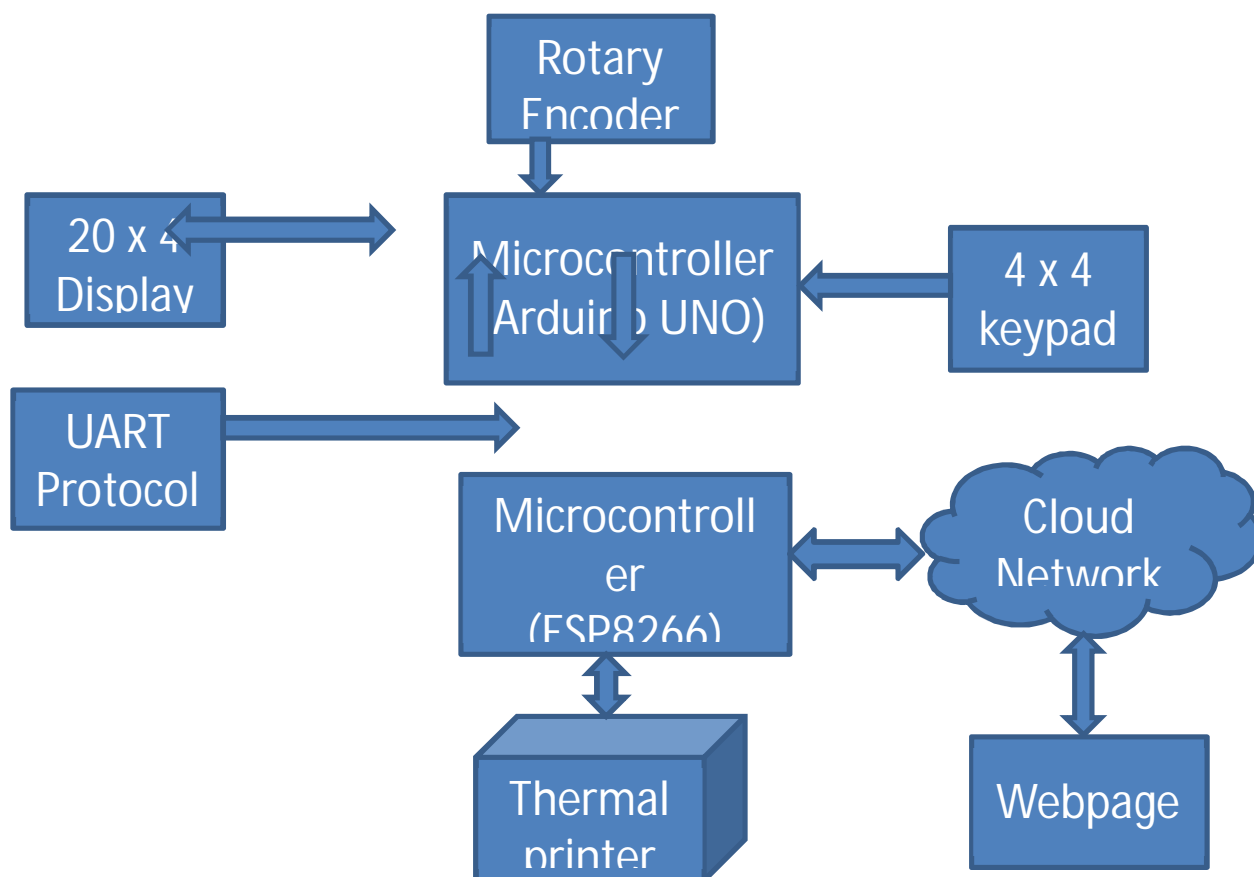 Rotary
Encoder
20 x 4
Display
Microcontroller
Arduino UNO)
4 x 4
keypad
UART
Protocol
Microcontroll
er
(ESP8266)
Cloud
Network
Thermal
printer
Webpage